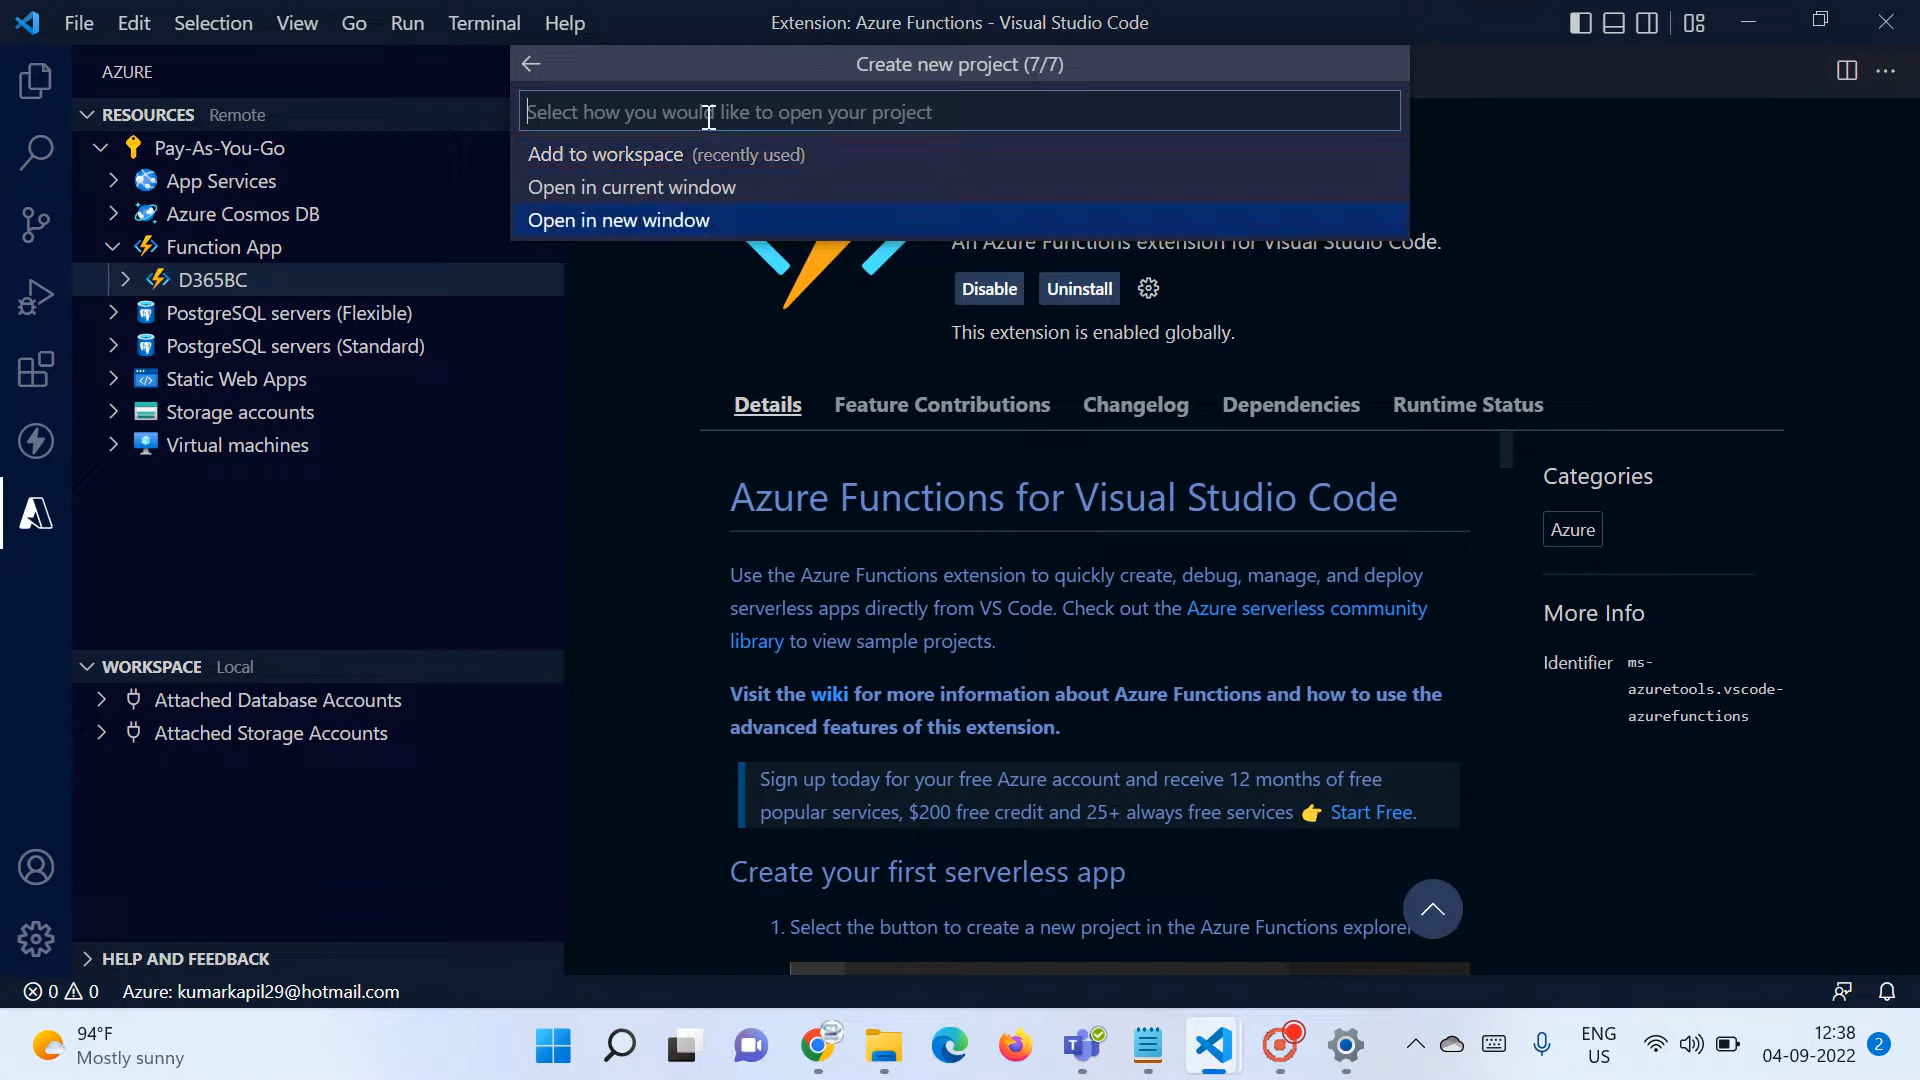 File Edit Selection View Go Run Terminal Help
Extension: Azure Functions - Visual Studio Code
AZURE
RESOURCES Remote
Pay-As-You-Go
App Services
Azure Cosmos DB
Function App
D365BC
PostgreSQL servers (Flexible)
PostgreSQL servers (Standard)
Static Web Apps
Storage accounts
Virtual machines
WORKSPACE Local
Attached Database Accounts
Attached Storage Accounts
HELP AND FEEDBACK
Create new project (7/7)
Select how you would like to open your project
Add to workspace (recently used)
Open in current window
Open in new window
An Azure Functions extension for Visual Studio Code.
Disable Uninstall
This extension is enabled globally.
Details Feature Contributions Changelog Dependencies Runtime Status
Azure Functions for Visual Studio Code
Use the Azure Functions extension to quickly create, debug, manage, and deploy
serverless apps directly from VS Code. Check out the Azure serverless community
library to view sample projects.
Visit the wiki for more information about Azure Functions and how to use the
advanced features of this extension.
Sign up today for your free Azure account and receive 12 months of free
popular services, $200 free credit and 25+ always free services 👉 Start Free.
Create your first serverless app
1. Select the button to create a new project in the Azure Functions explorer
Categories
Azure
More Info
Identifier ms-
azuretools.vscode-
azurefunctions
0 0 Azure: kumarkapil29@hotmail.com
94°F
Mostly sunny
ENG
US
12:38
04-09-2022
2